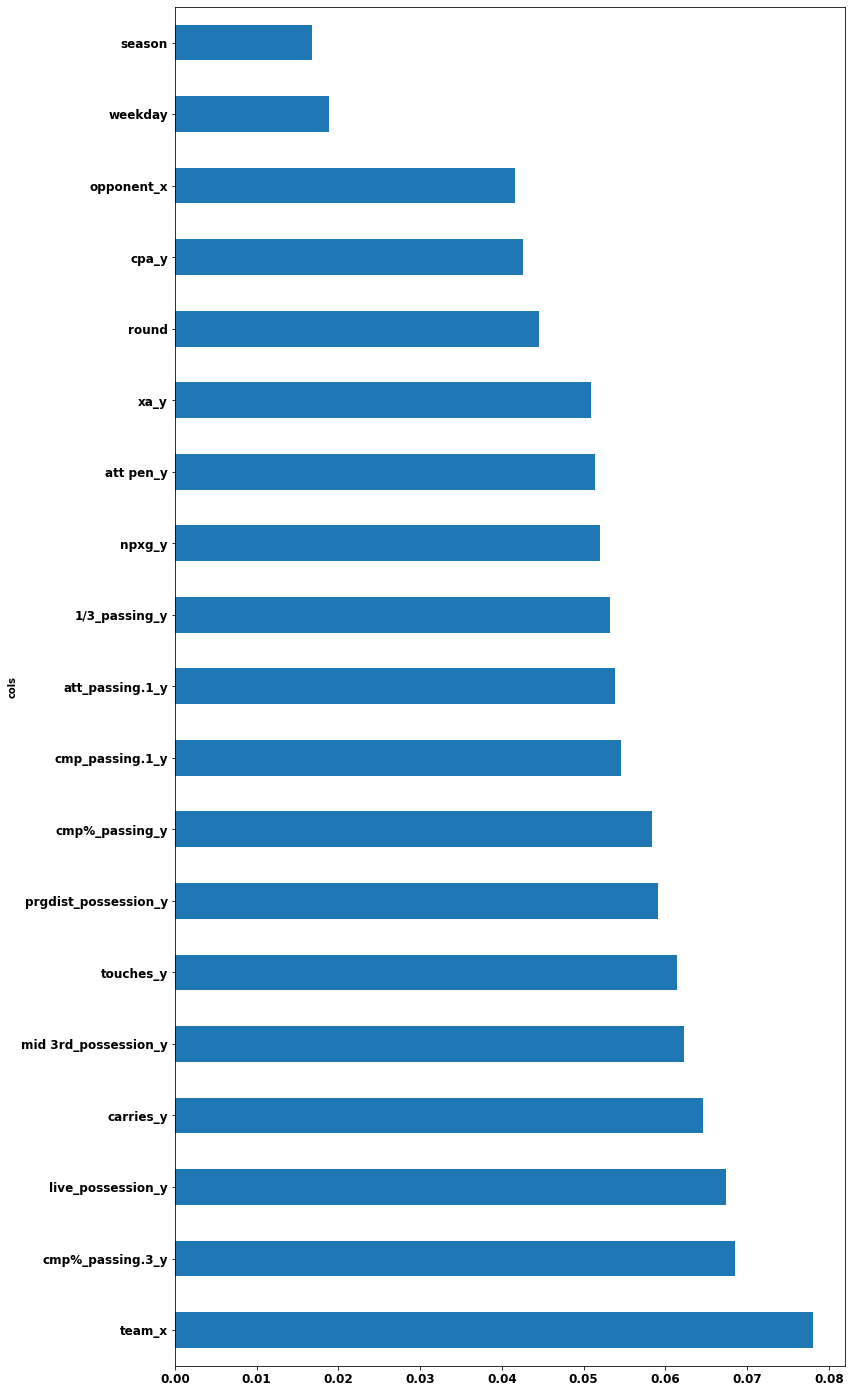 season
weekday
opponent_x
cpa_y
round
xa_y
att pen_y
npxg_y
1/3_passing_y
att_passing.1_y
cols
cmp_passing.1_y
cmp%_passing_y
prgdist_possession_y
touches_y
mid 3rd_possession_y
carries_y
live_possession_y
cmp%_passing.3_y
team_x
0.00 0.01 0.02 0.03 0.04 0.05 0.06 0.07 0.08